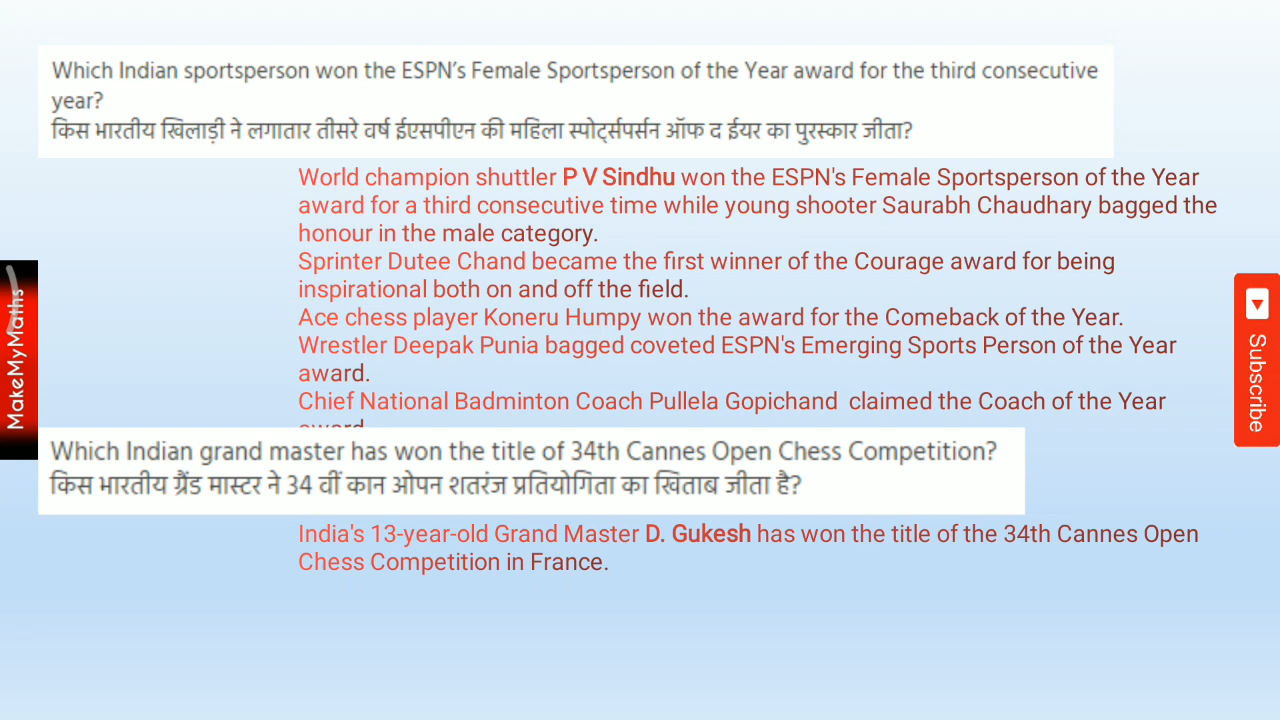 Which Indian sportsperson won the ESPN's Female Sportsperson of the Year award for the third consecutive
year?
किस भारतीय खिलाड़ी ने लगातार तीसरे वर्ष ईएसपीएन की महिला स्पोर्ट्सपर्सन ऑफ द ईयर का पुरस्कार जीता?
World champion shuttler P V Sindhu won the ESPN's Female Sportsperson of the Year
award for a third consecutive time while young shooter Saurabh Chaudhary bagged the
honour in the male category.
Sprinter Dutee Chand became the first winner of the Courage award for being
inspirational both on and off the field.
Ace chess player Koneru Humpy won the award for the Comeback of the Year.
Wrestler Deepak Punia bagged coveted ESPN's Emerging Sports Person of the Year
award.
Chief National Badminton Coach Pullela Gopichand claimed the Coach of the Year
Which Indian grand master has won the title of 34th Cannes Open Chess Competition?
किस भारतीय ग्रैंड मास्टर ने 34 वीं कान ओपन शतरंज प्रतियोगिता का खिताब जीता है?
India's 13-year-old Grand Master D. Gukesh has won the title of the 34th Cannes Open
Chess Competition in France.
MakeMyMaths
Subscribe